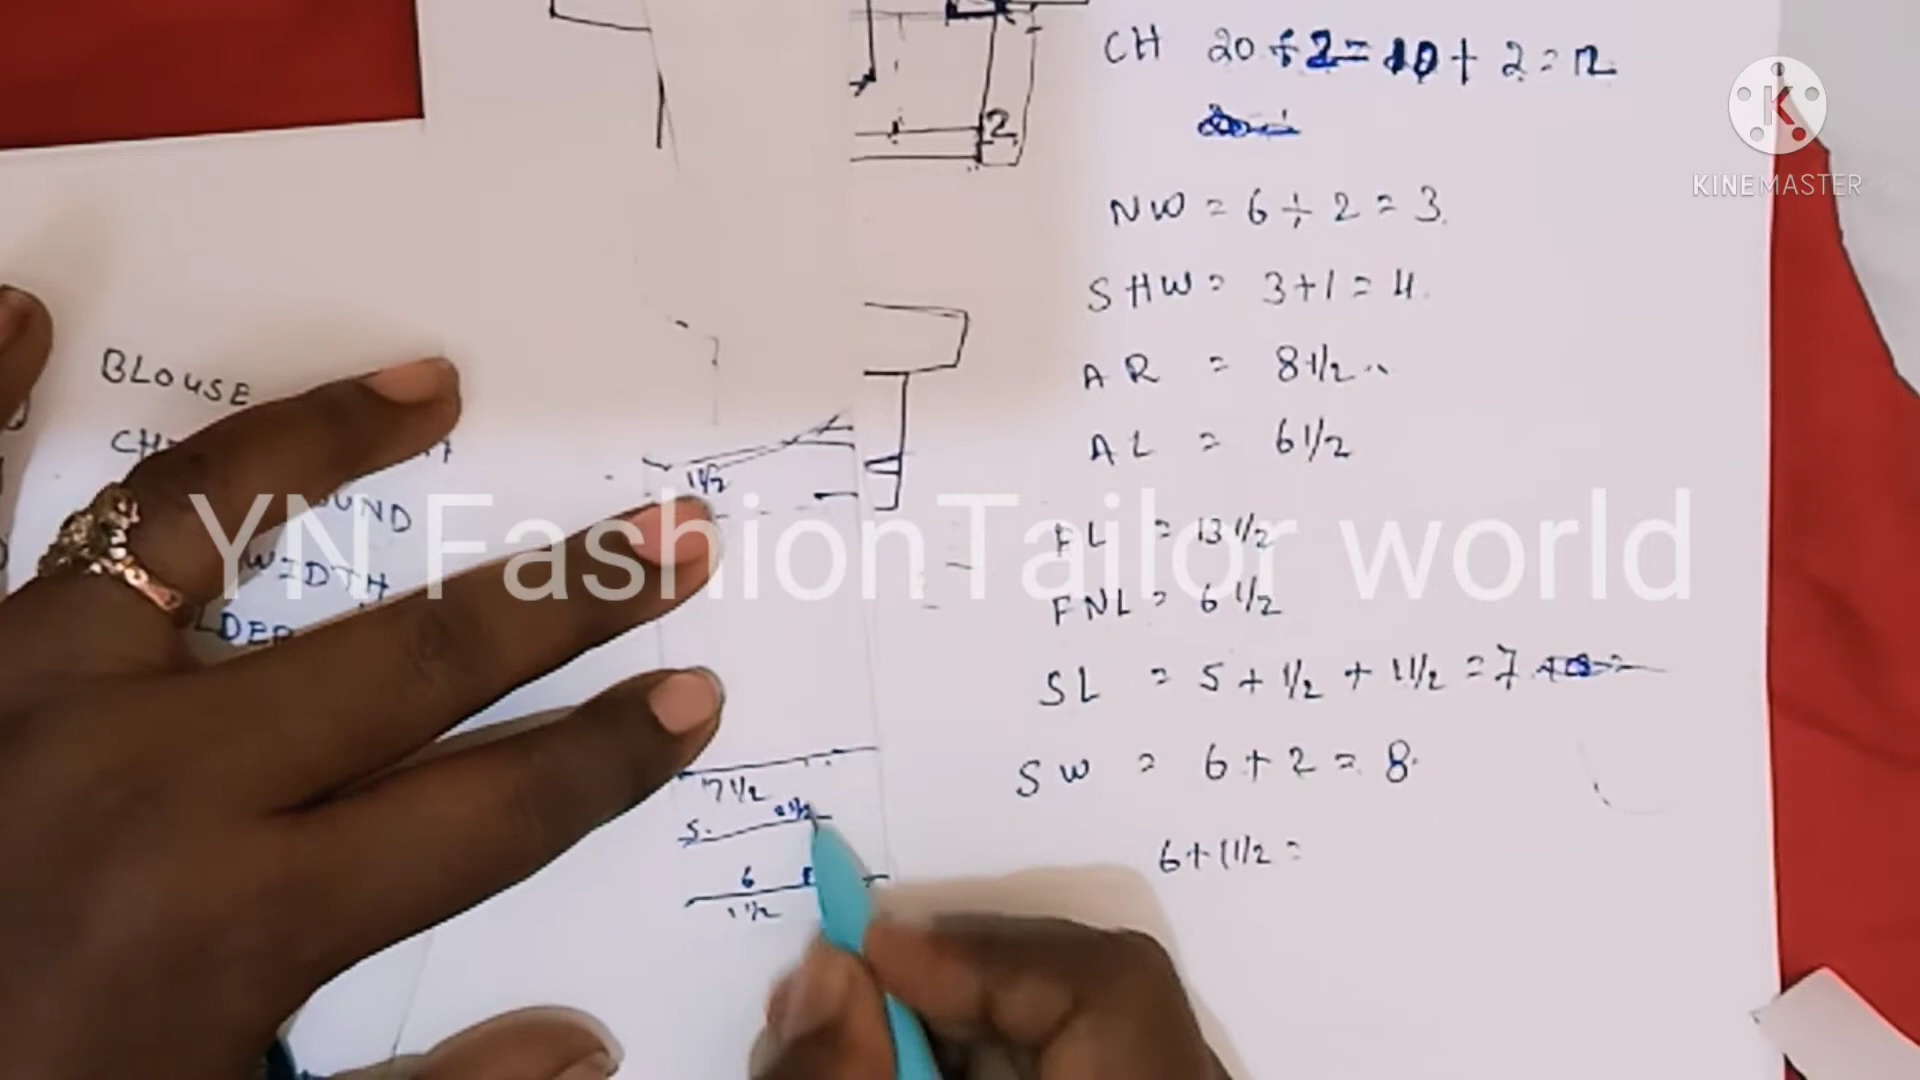 CH 20 ÷ 2 = 10 + 2 = 12
2
KINEMASTER
NW = 6 ÷ 2 = 3.
SHW = 3+1 = 4.
AR = 8 1/2
AL = 6 1/2
BLOUSE
1 1/2
UND
YN FashionTailor world
FL = 13 1/2
WIDTH
FNL = 6 1/2
SL = 5 + 1/2 + 1 1/2 = 7
SW = 6 + 2 = 8.
7 1/2
5.
6 + 1 1/2 =
6
1 1/2